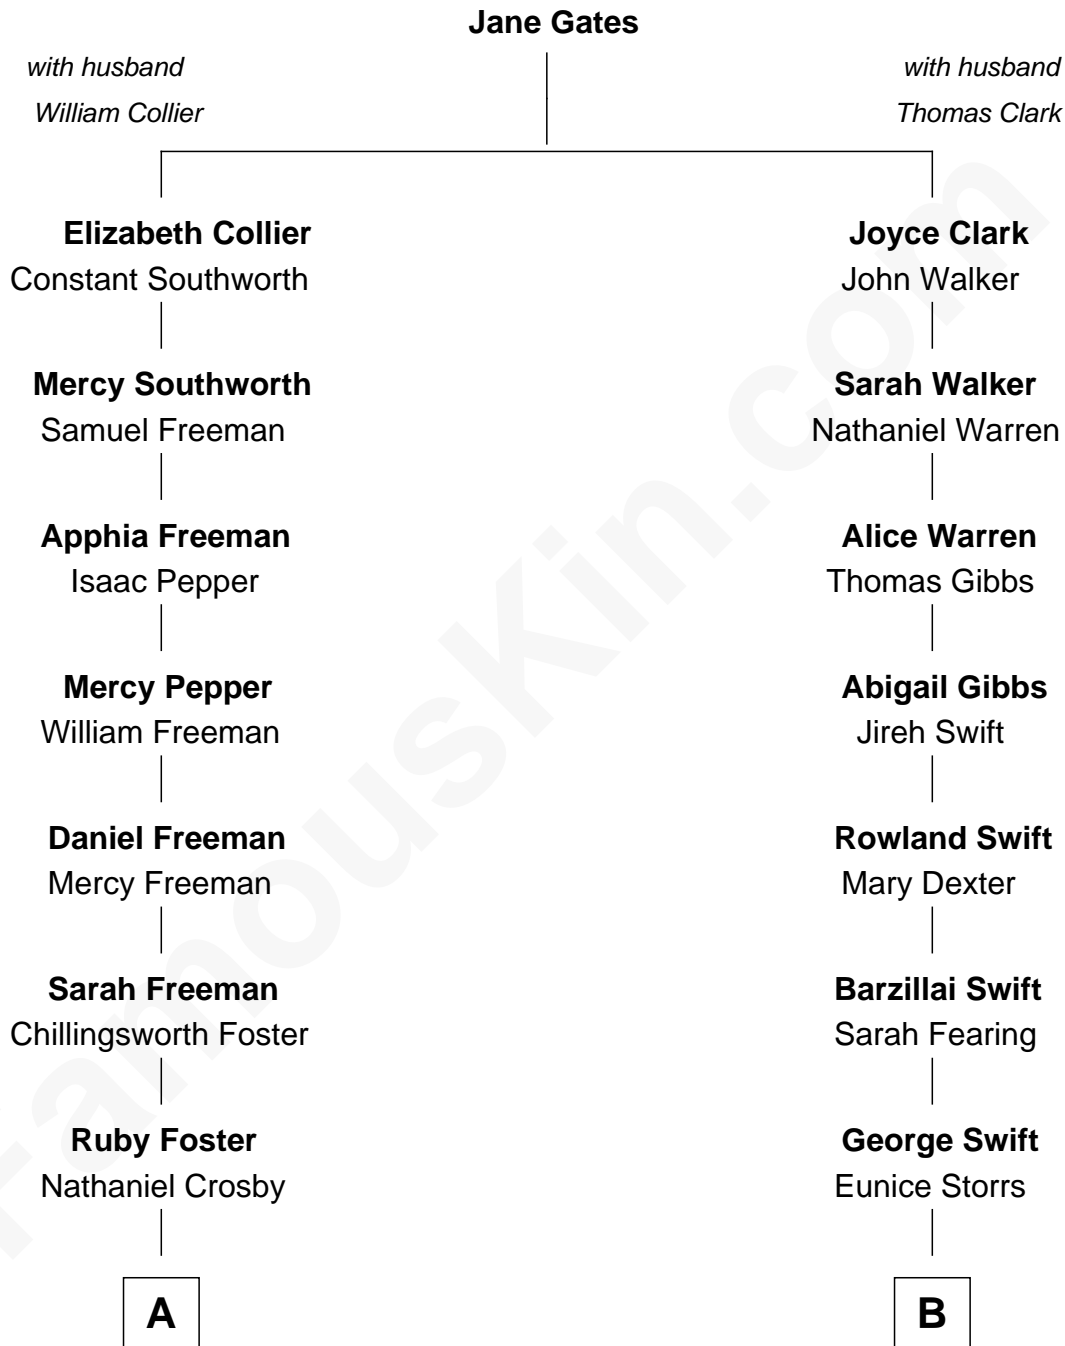 Jane Gates
with husband
William Collier
with husband
Thomas Clark
Elizabeth Collier
Constant Southworth
Joyce Clark
John Walker
Mercy Southworth
Samuel Freeman
Sarah Walker
Nathaniel Warren
Apphia Freeman
Isaac Pepper
Alice Warren
Thomas Gibbs
Mercy Pepper
William Freeman
Abigail Gibbs
Jireh Swift
Daniel Freeman
Mercy Freeman
Rowland Swift
Mary Dexter
Sarah Freeman
Chillingsworth Foster
Barzillai Swift
Sarah Fearing
Ruby Foster
Nathaniel Crosby
George Swift
Eunice Storrs
A
B
FamousKin.com